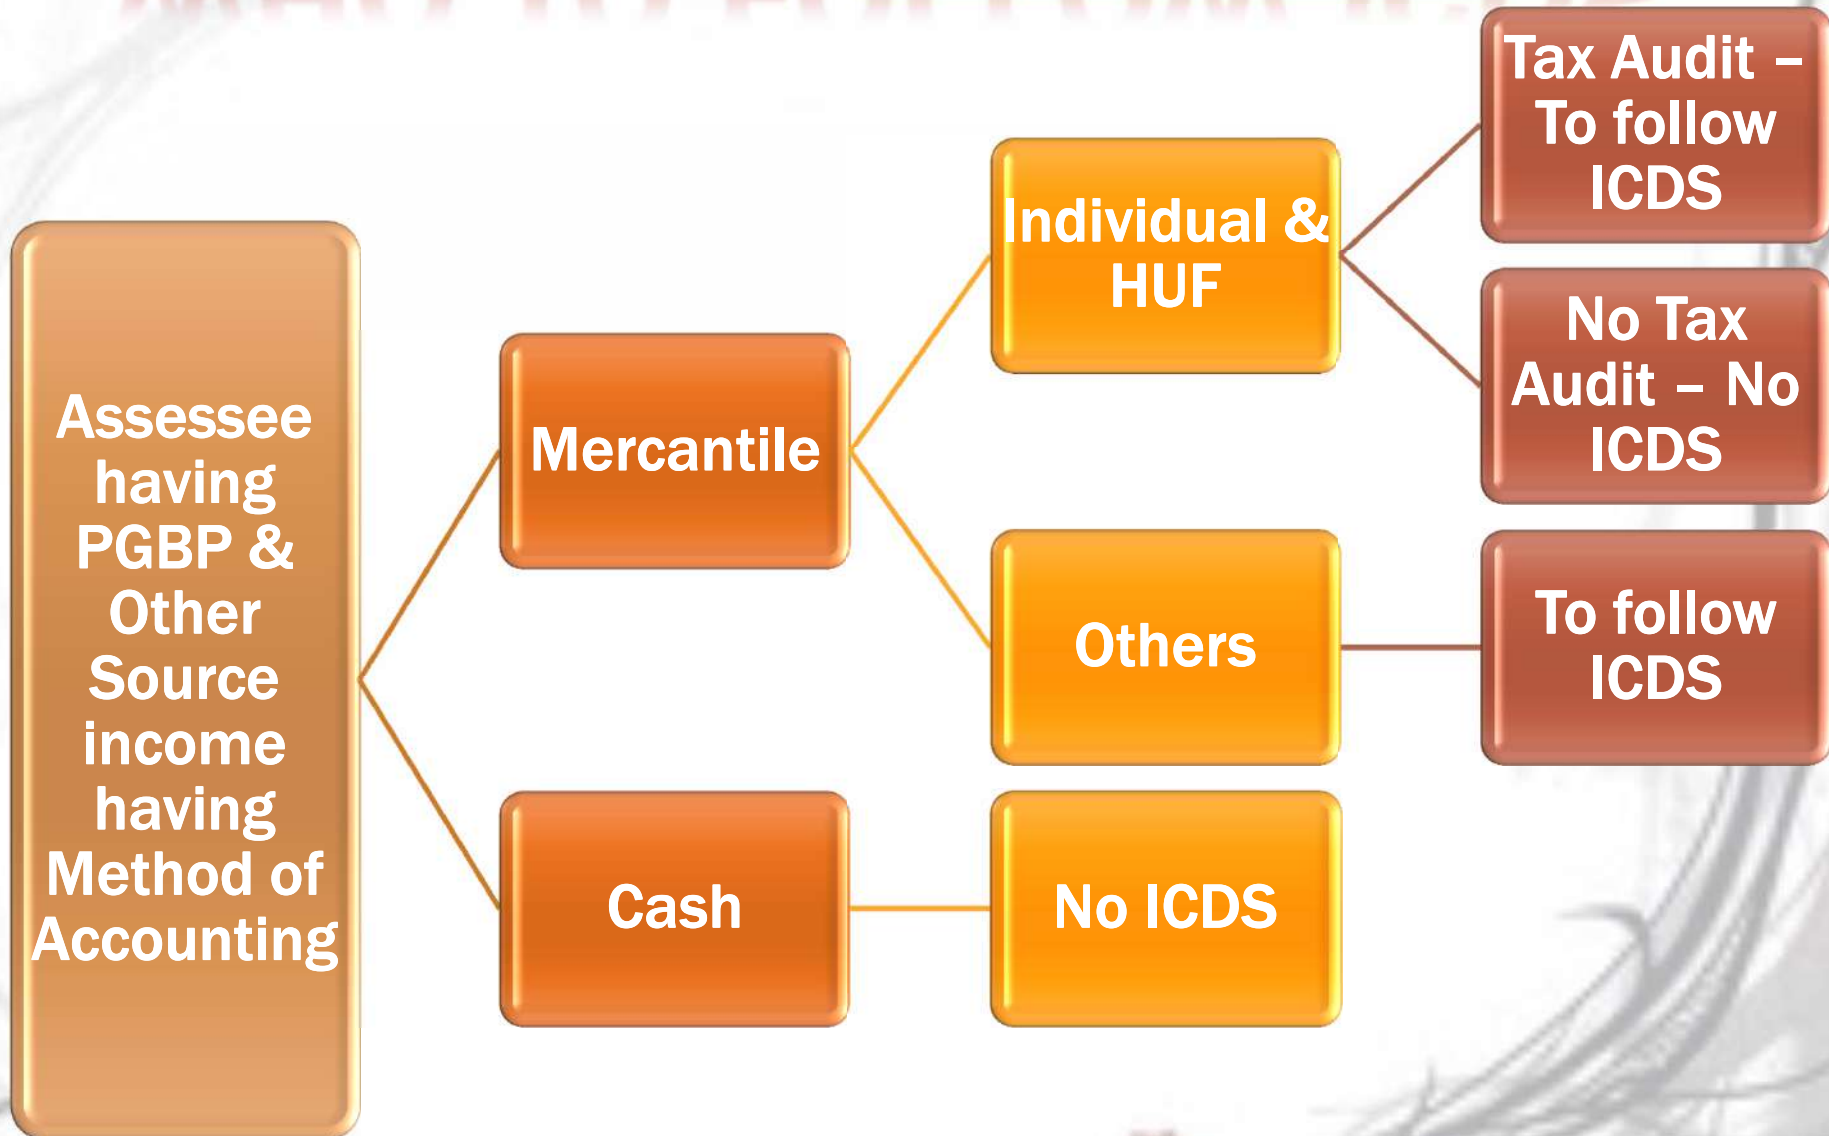 Tax Audit –
To follow
ICDS
Individual &
HUF
No Tax
Audit – No
ICDS
Assessee
having
PGBP &
Other
Source
income
having
Method of
Accounting
Mercantile
Others
To follow
ICDS
Cash
No ICDS